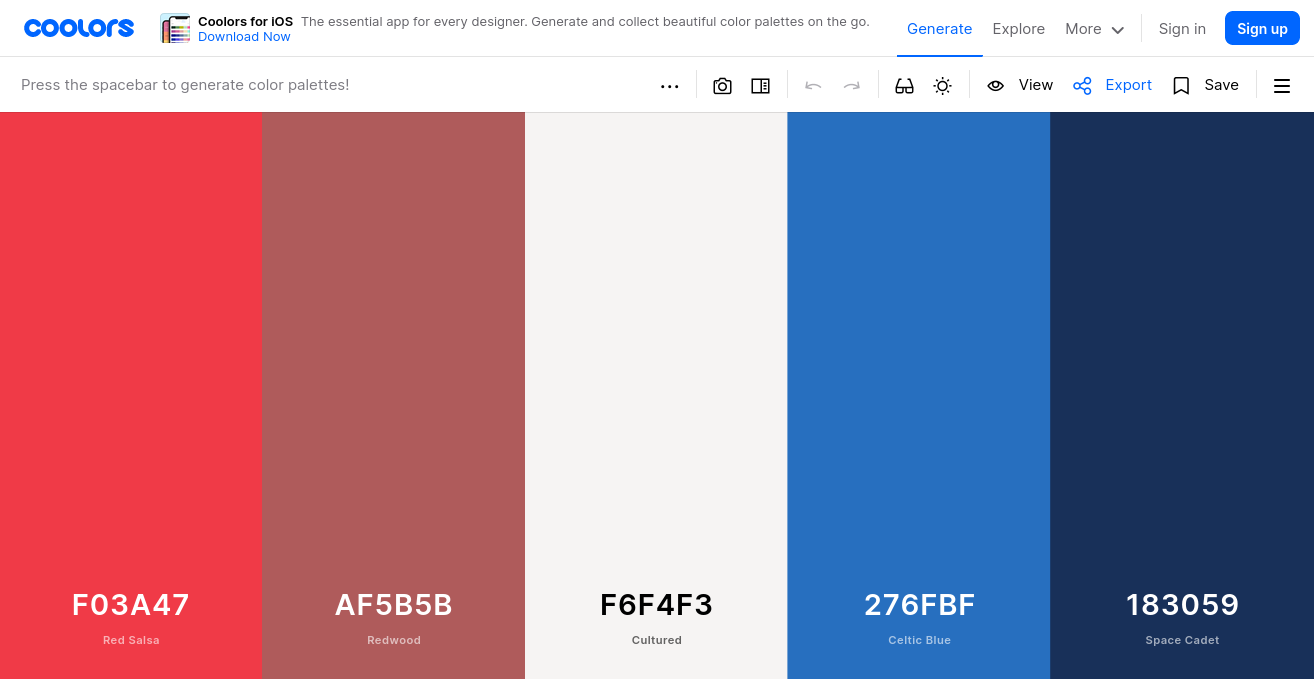 coolors
Coolors for iOS The essential app for every designer. Generate and collect beautiful color palettes on the go.
Download Now
Generate Explore More Sign in Sign up
Press the spacebar to generate color palettes!
View Export Save
F03A47 AF5B5B F6F4F3 276FBF 183059
Red Salsa Redwood Cultured Celtic Blue Space Cadet